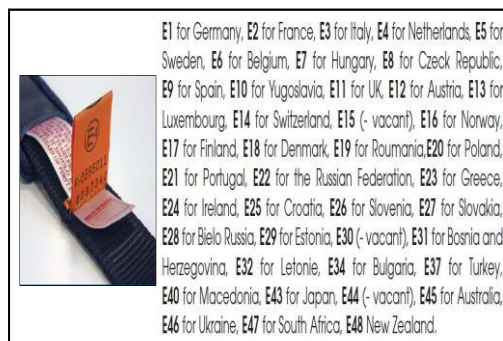 E1 for Germany, E2 for France, E3 for Italy, E4 for Netherlands, E5 for
Sweden, E6 for Belgium, E7 for Hungary, E8 for Czeck Republic,
E9 for Spain, E10 for Yugoslavia, E11 for UK, E12 for Austria, E13 for
Luxembourg, E14 for Switzerland, E15 (- vacant), E16 for Norway,
E17 for Finland, E18 for Denmark, E19 for Roumania,E20 for Poland,
E21 for Portugal, E22 for the Russian Federation, E23 for Greece,
E24 for Ireland, E25 for Croatia, E26 for Slovenia, E27 for Slovakia,
E28 for Bielo Russia, E29 for Estonia, E30 (- vacant), E31 for Bosnia and
Herzegovina, E32 for Letonie, E34 for Bulgaria, E37 for Turkey,
E40 for Macedonia, E43 for Japan, E44 (- vacant), E45 for Australia,
E46 for Ukraine, E47 for South Africa, E48 New Zealand.